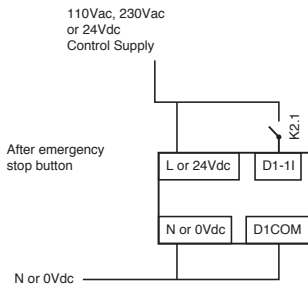 110Vac, 230Vac
or 24Vdc
Control Supply
K2.1
After emergency
stop button
L or 24Vdc
D1-1I
N or 0Vdc
D1COM
N or 0Vdc